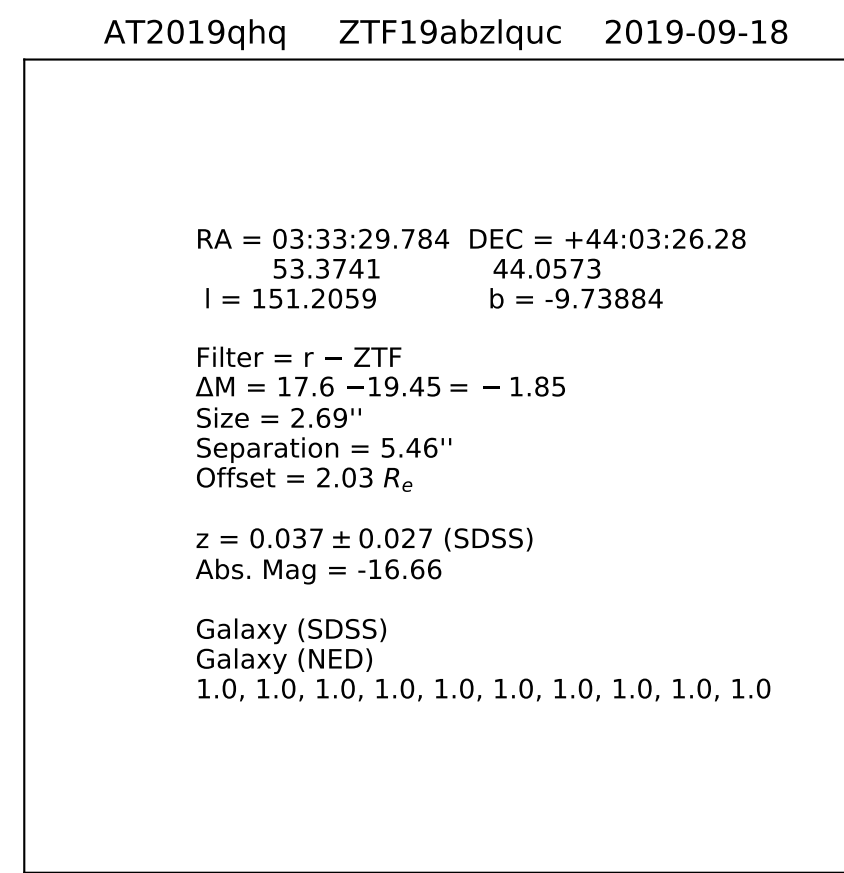 AT2019qhq ZTF19abzlquc 2019-09-18
RA = 03:33:29.784 DEC = +44:03:26.28
53.3741 44.0573
l = 151.2059 b = -9.73884
Filter = r − ZTF
ΔM = 17.6 −19.45 = − 1.85
Size = 2.69''
Separation = 5.46''
Offset = 2.03 Re
z = 0.037 ± 0.027 (SDSS)
Abs. Mag = -16.66
Galaxy (SDSS)
Galaxy (NED)
1.0, 1.0, 1.0, 1.0, 1.0, 1.0, 1.0, 1.0, 1.0, 1.0